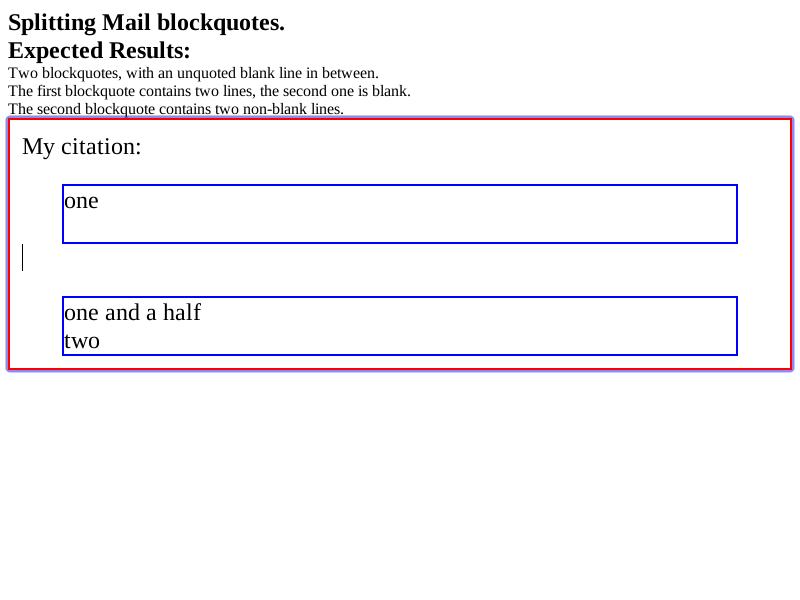 Splitting Mail blockquotes.
Expected Results:
Two blockquotes, with an unquoted blank line in between.
The first blockquote contains two lines, the second one is blank.
The second blockquote contains two non-blank lines.
My citation:
one
one and a half
two